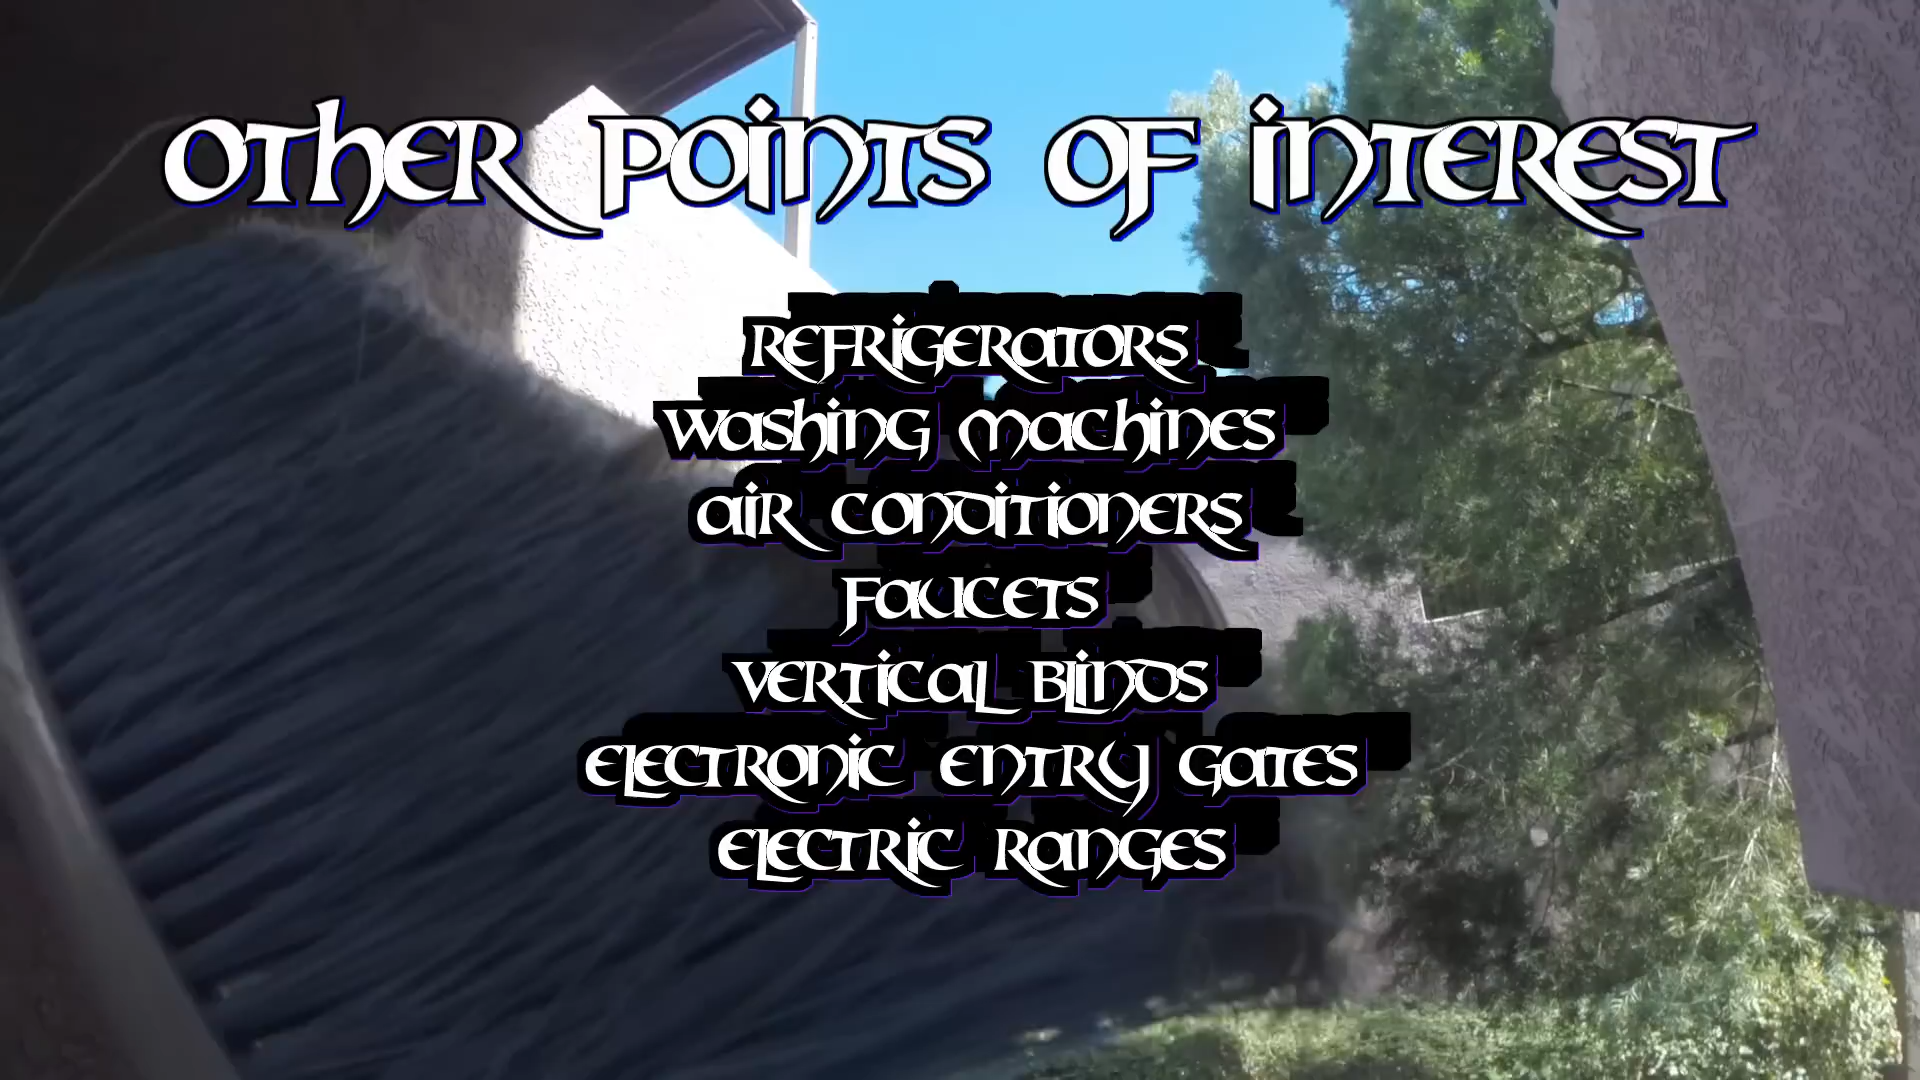 OTHER POINTS OF INTEREST
REFRIGERATORS
WASHING MACHINES
AIR CONDITIONERS
FAUCETS
VERTICAL BLINDS
ELECTRONIC ENTRY GATES
ELECTRIC RANGES